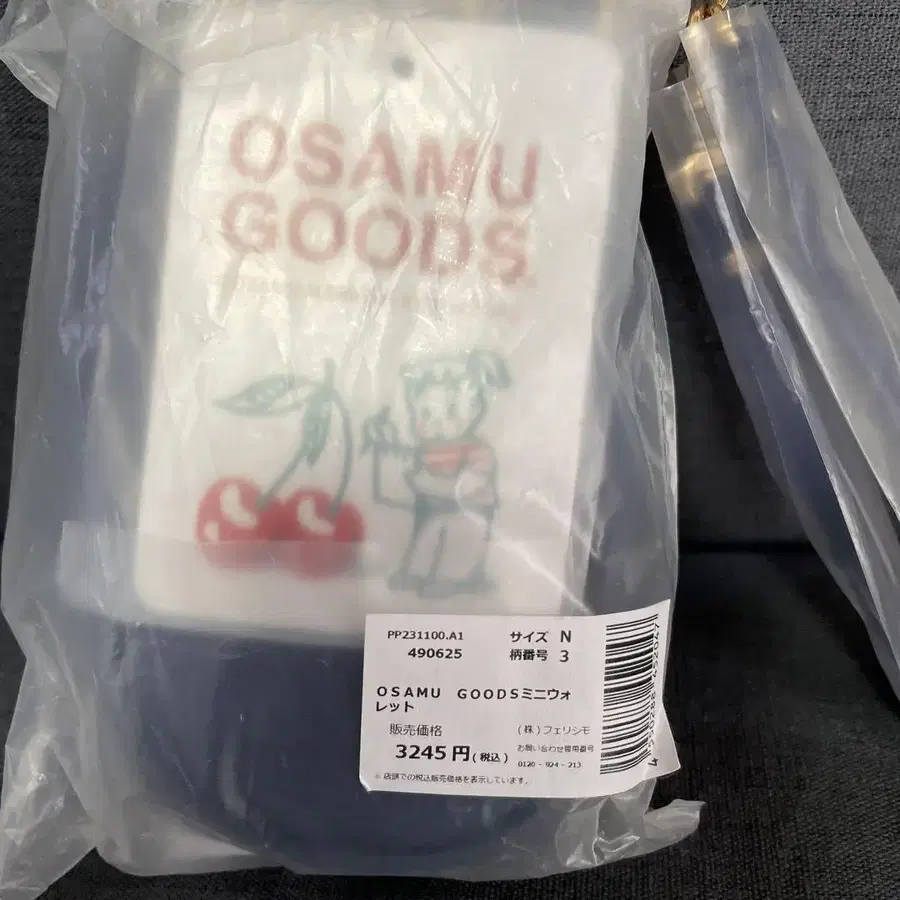 OSAMU
GOODS
PP231100.A1
サイズ N
490625
柄番号 3
OSAMU GOODSミニウォ
レット
販売価格
(株)フェリシモ
3245円(税込)
お問い合わせ専用番号
0120-924-213
※店頭での税込販売価格を表示しています。